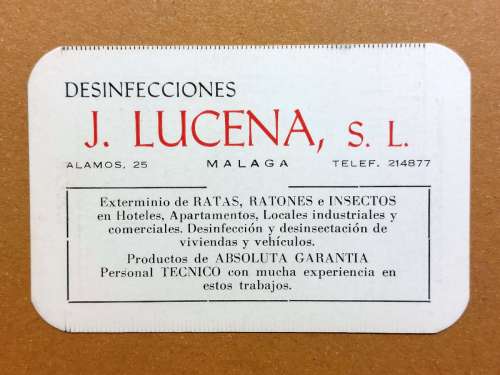 DESINFECCIONES
J. LUCENA, S. L.
ALAMOS, 25 MALAGA TELEF. 214877
Exterminio de RATAS, RATONES e INSECTOS
en Hoteles, Apartamentos, Locales industriales y
comerciales. Desinfección y desinsectación de
viviendas y vehículos.
Productos de ABSOLUTA GARANTIA
Personal TECNICO con mucha experiencia en
estos trabajos.